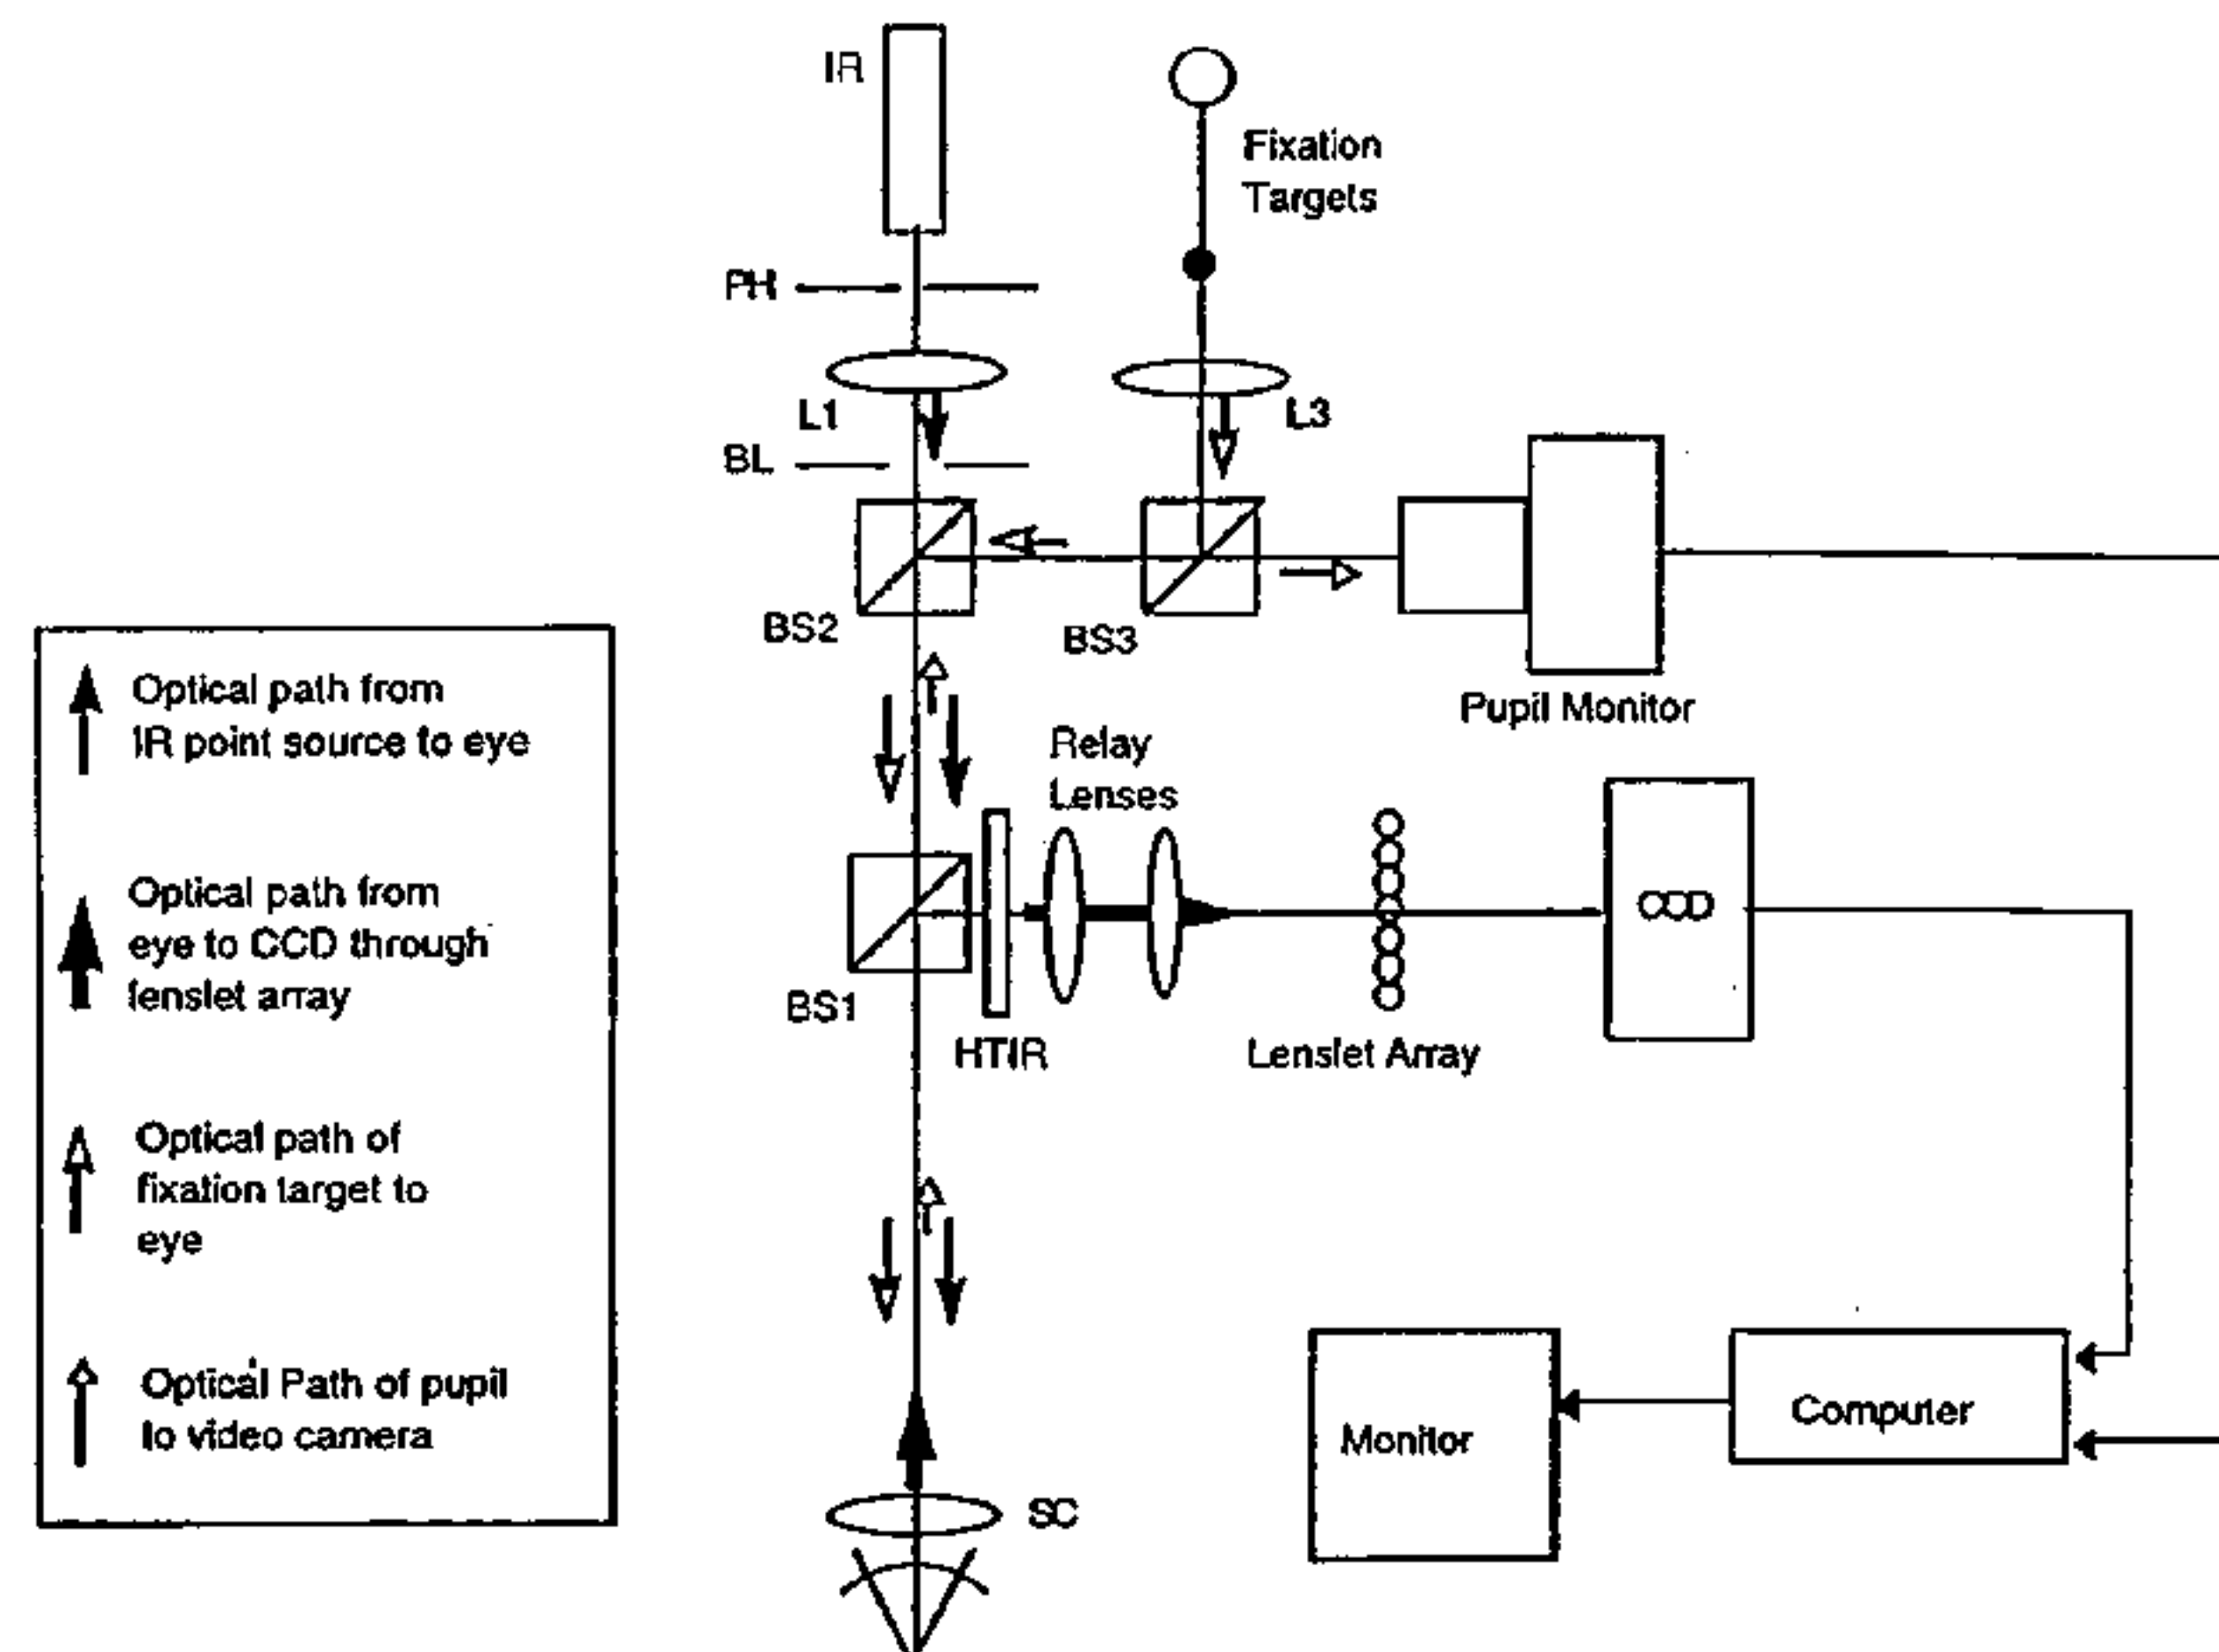 IR
Fixation
Targets
PH
L1
L3
BL
BS2
BS3
Pupil Monitor
Optical path from
IR point source to eye
Relay
Lenses
Optical path from
eye to CCD through
lenslet array
CCD
BS1
HTIR
Lenslet Array
Optical path of
fixation target to
eye
Optical Path of pupil
to video camera
Monitor
Computer
SC